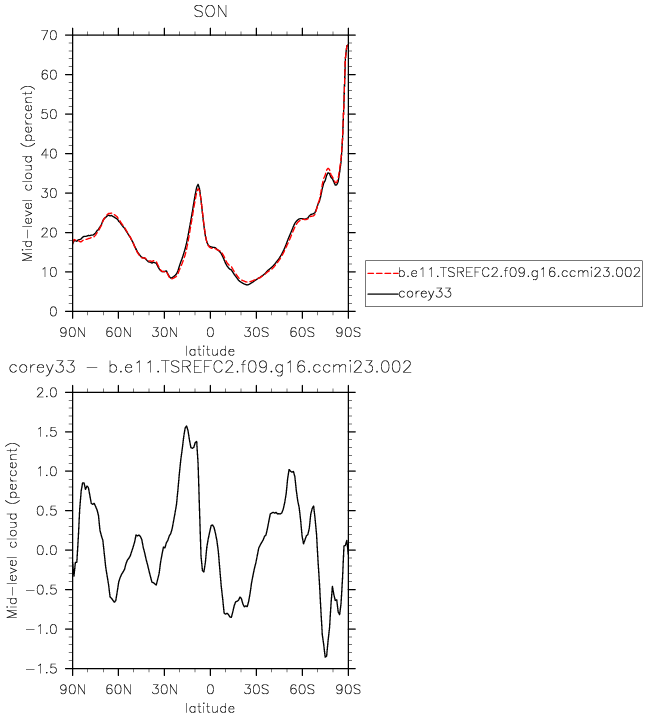 SON
70
60
50
40
30
20
10
0
Mid-level cloud (percent)
90N 60N 30N 0 30S 60S 90S
latitude
b.e11.TSREFC2.f09.g16.ccmi23.002
corey33
corey33 − b.e11.TSREFC2.f09.g16.ccmi23.002
2.0
1.5
1.0
0.5
0.0
−0.5
−1.0
−1.5
Mid-level cloud (percent)
90N 60N 30N 0 30S 60S 90S
latitude